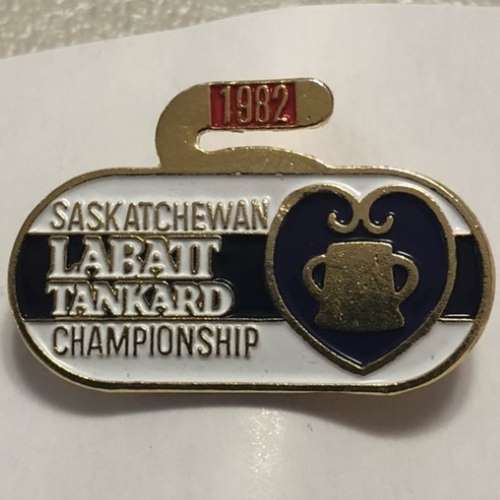 1982
SASKATCHEWAN
LABATT
TANKARD
CHAMPIONSHIP